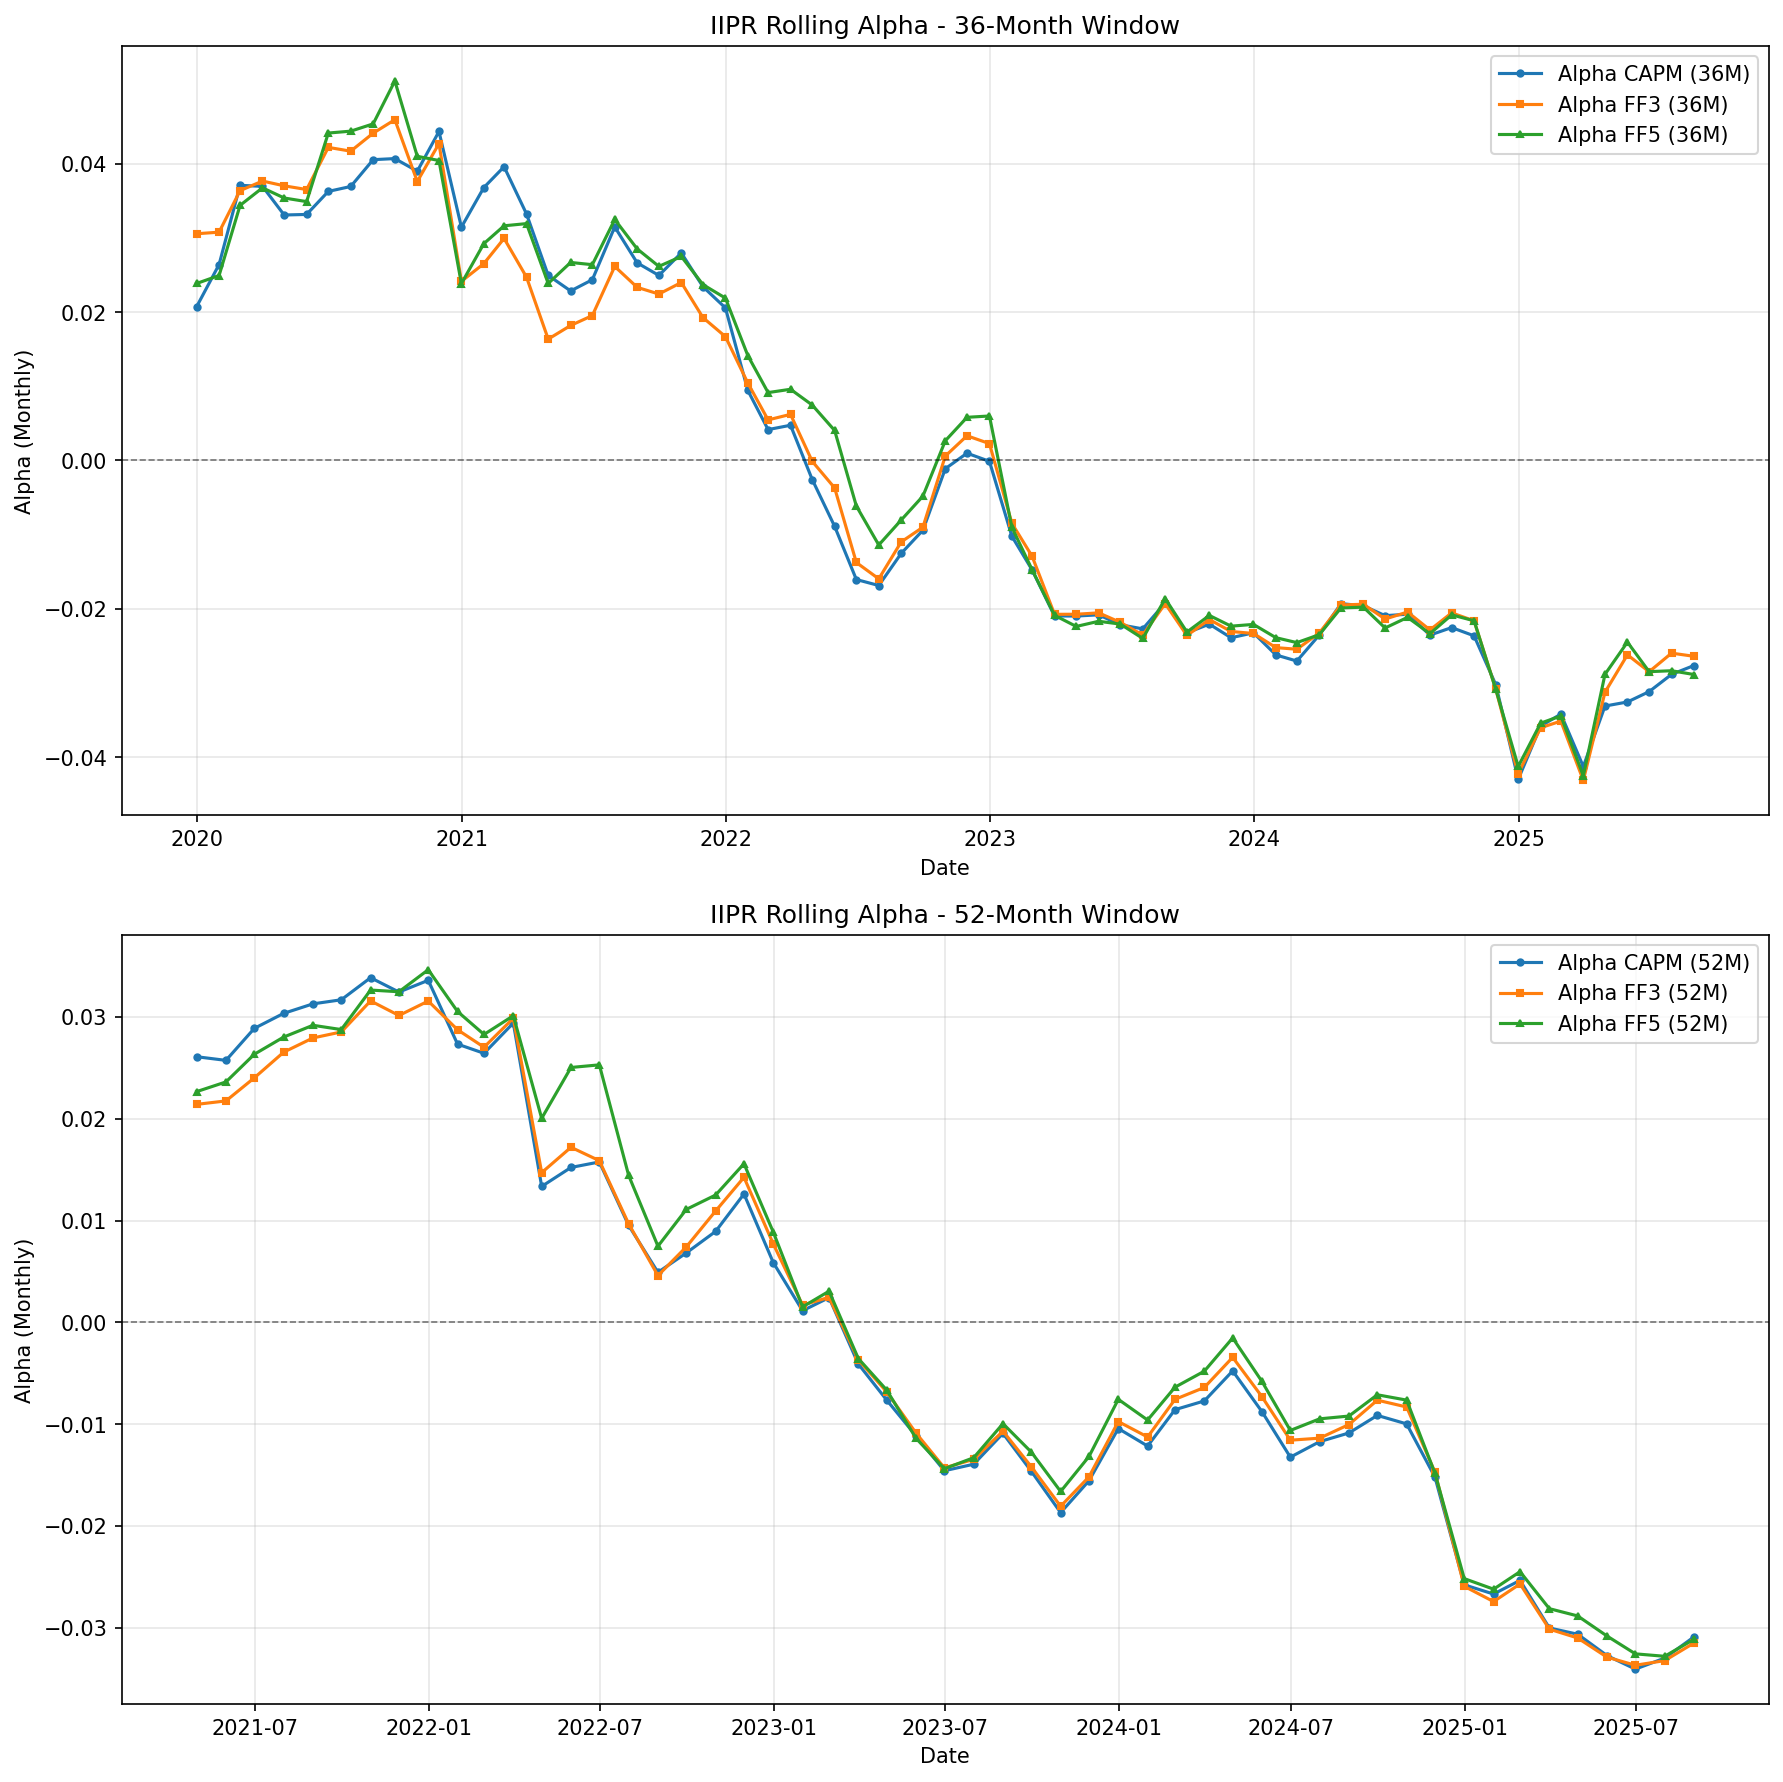 IIPR Rolling Alpha - 36-Month Window
Alpha CAPM (36M)
Alpha FF3 (36M)
Alpha FF5 (36M)
Alpha (Monthly)
0.04
0.02
0.00
−0.02
−0.04
2020 2021 2022 2023 2024 2025
Date
IIPR Rolling Alpha - 52-Month Window
Alpha CAPM (52M)
Alpha FF3 (52M)
Alpha FF5 (52M)
Alpha (Monthly)
0.03
0.02
0.01
0.00
−0.01
−0.02
−0.03
2021-07 2022-01 2022-07 2023-01 2023-07 2024-01 2024-07 2025-01 2025-07
Date